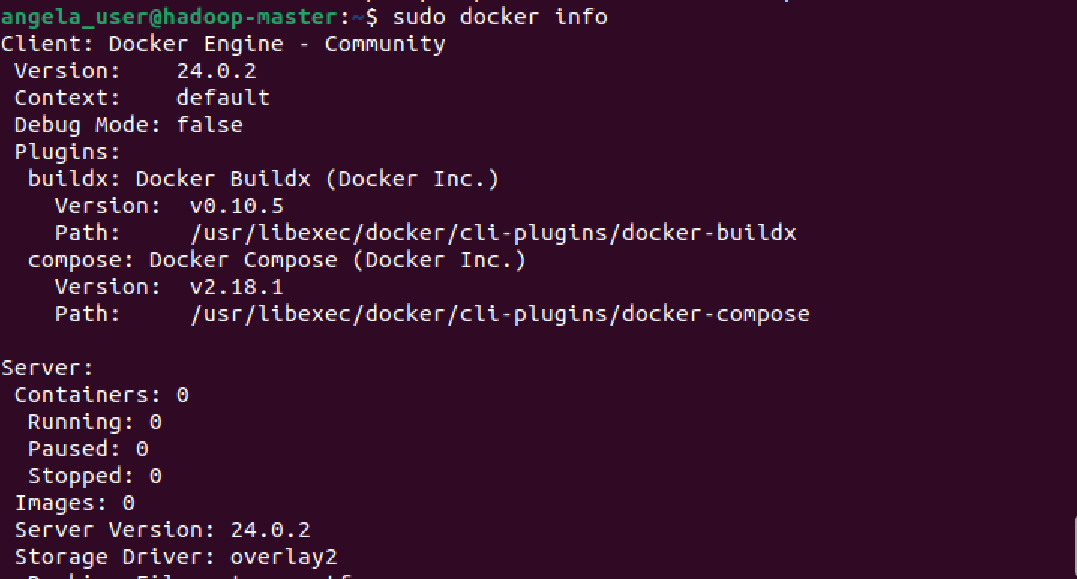 angela_user@hadoop-master:~$ sudo docker info
Client: Docker Engine - Community
 Version:    24.0.2
 Context:    default
 Debug Mode: false
 Plugins:
  buildx: Docker Buildx (Docker Inc.)
    Version:  v0.10.5
    Path:     /usr/libexec/docker/cli-plugins/docker-buildx
  compose: Docker Compose (Docker Inc.)
    Version:  v2.18.1
    Path:     /usr/libexec/docker/cli-plugins/docker-compose

Server:
 Containers: 0
  Running: 0
  Paused: 0
  Stopped: 0
 Images: 0
 Server Version: 24.0.2
 Storage Driver: overlay2